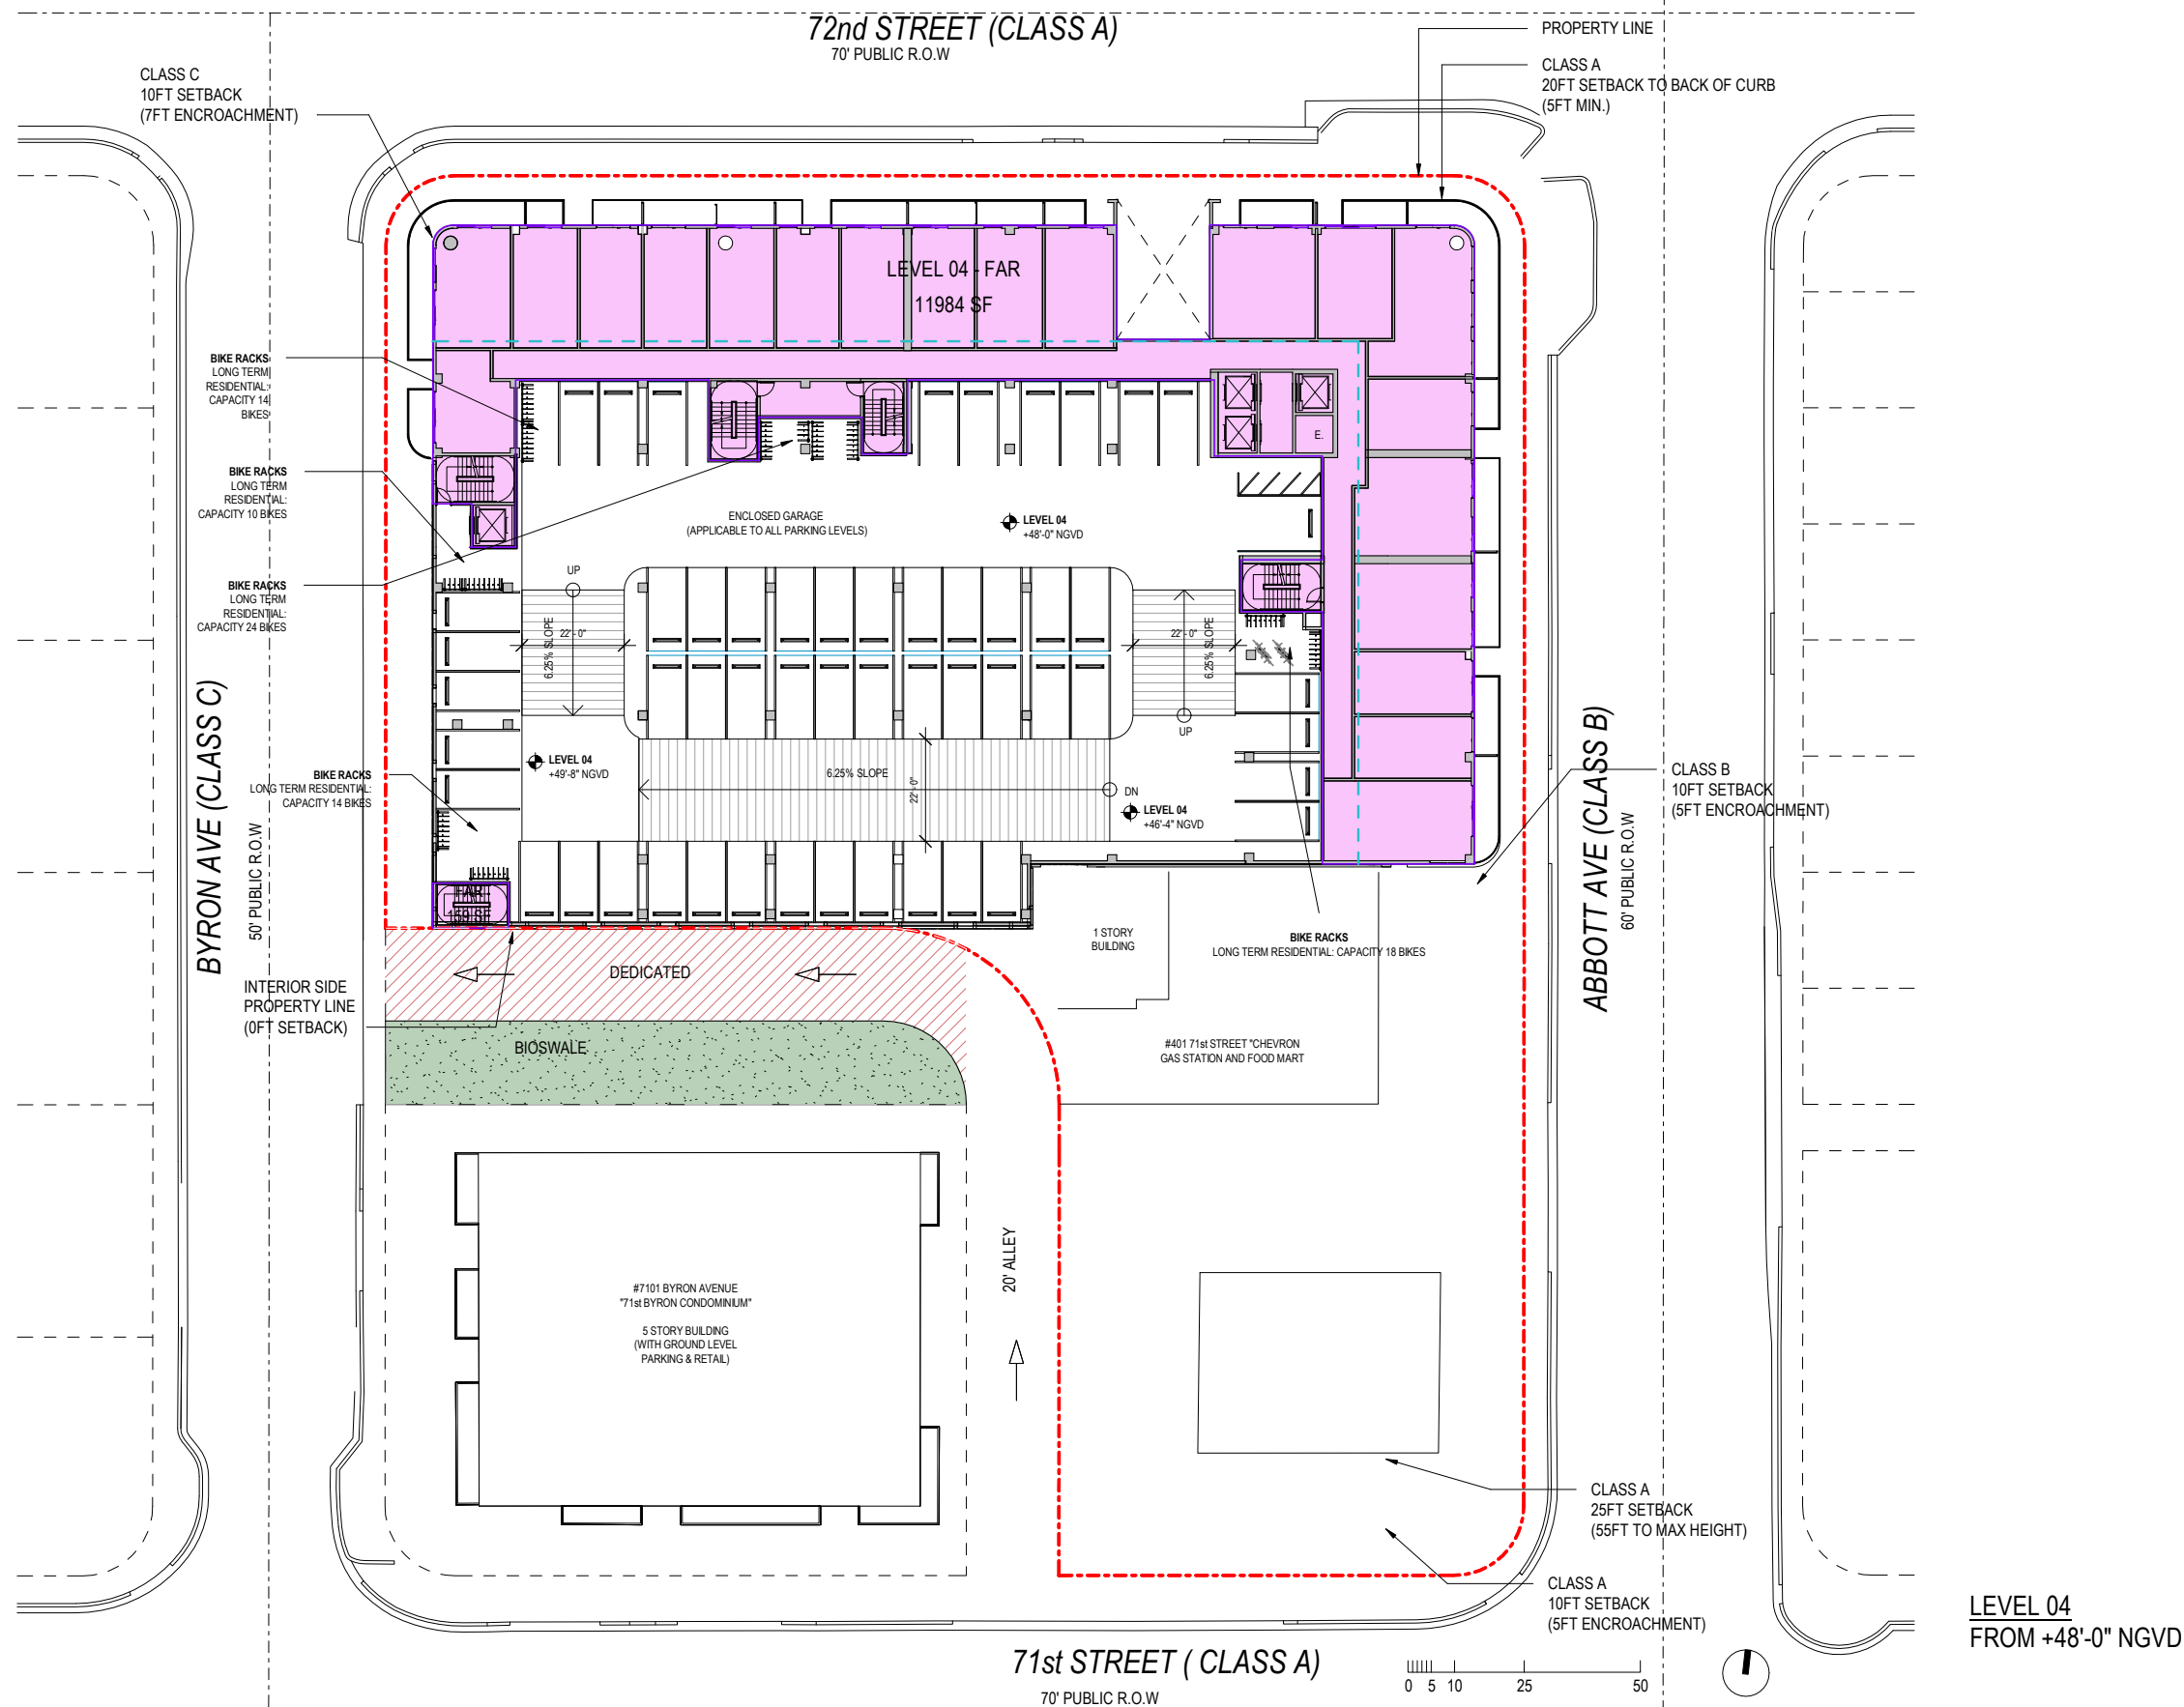 72nd STREET (CLASS A)
70' PUBLIC R.O.W
PROPERTY LINE
CLASS A
20FT SETBACK TO BACK OF CURB
(5FT MIN.)
CLASS C
10FT SETBACK
(7FT ENCROACHMENT)
LEVEL 04 - FAR
11984 SF
BIKE RACKS
LONG TERM
RESIDENTIAL:
CAPACITY 14
BIKES
E.
BIKE RACKS
LONG TERM
RESIDENTIAL:
CAPACITY 10 BIKES
ENCLOSED GARAGE
(APPLICABLE TO ALL PARKING LEVELS)
LEVEL 04
+48'-0" NGVD
BIKE RACKS
LONG TERM
RESIDENTIAL:
CAPACITY 24 BIKES
UP
22'-0"
6.25% SLOPE
22'-0"
6.25% SLOPE
UP
BYRON AVE (CLASS C)
50' PUBLIC R.O.W
ABBOTT AVE (CLASS B)
60' PUBLIC R.O.W
LEVEL 04
+49'-8" NGVD
6.25% SLOPE
22'-0"
DN
LEVEL 04
+46'-4" NGVD
BIKE RACKS
LONG TERM RESIDENTIAL:
CAPACITY 14 BIKES
CLASS B
10FT SETBACK
(5FT ENCROACHMENT)
FAR
159 SF
1 STORY
BUILDING
BIKE RACKS
LONG TERM RESIDENTIAL: CAPACITY 18 BIKES
DEDICATED
INTERIOR SIDE
PROPERTY LINE
(0FT SETBACK)
BIOSWALE
#401 71st STREET "CHEVRON
GAS STATION AND FOOD MART
20' ALLEY
#7101 BYRON AVENUE
"71st BYRON CONDOMINIUM"
5 STORY BUILDING
(WITH GROUND LEVEL
PARKING & RETAIL)
CLASS A
25FT SETBACK
(55FT TO MAX HEIGHT)
CLASS A
10FT SETBACK
(5FT ENCROACHMENT)
71st STREET ( CLASS A)
70' PUBLIC R.O.W
0 5 10 25 50
LEVEL 04
FROM +48'-0" NGVD